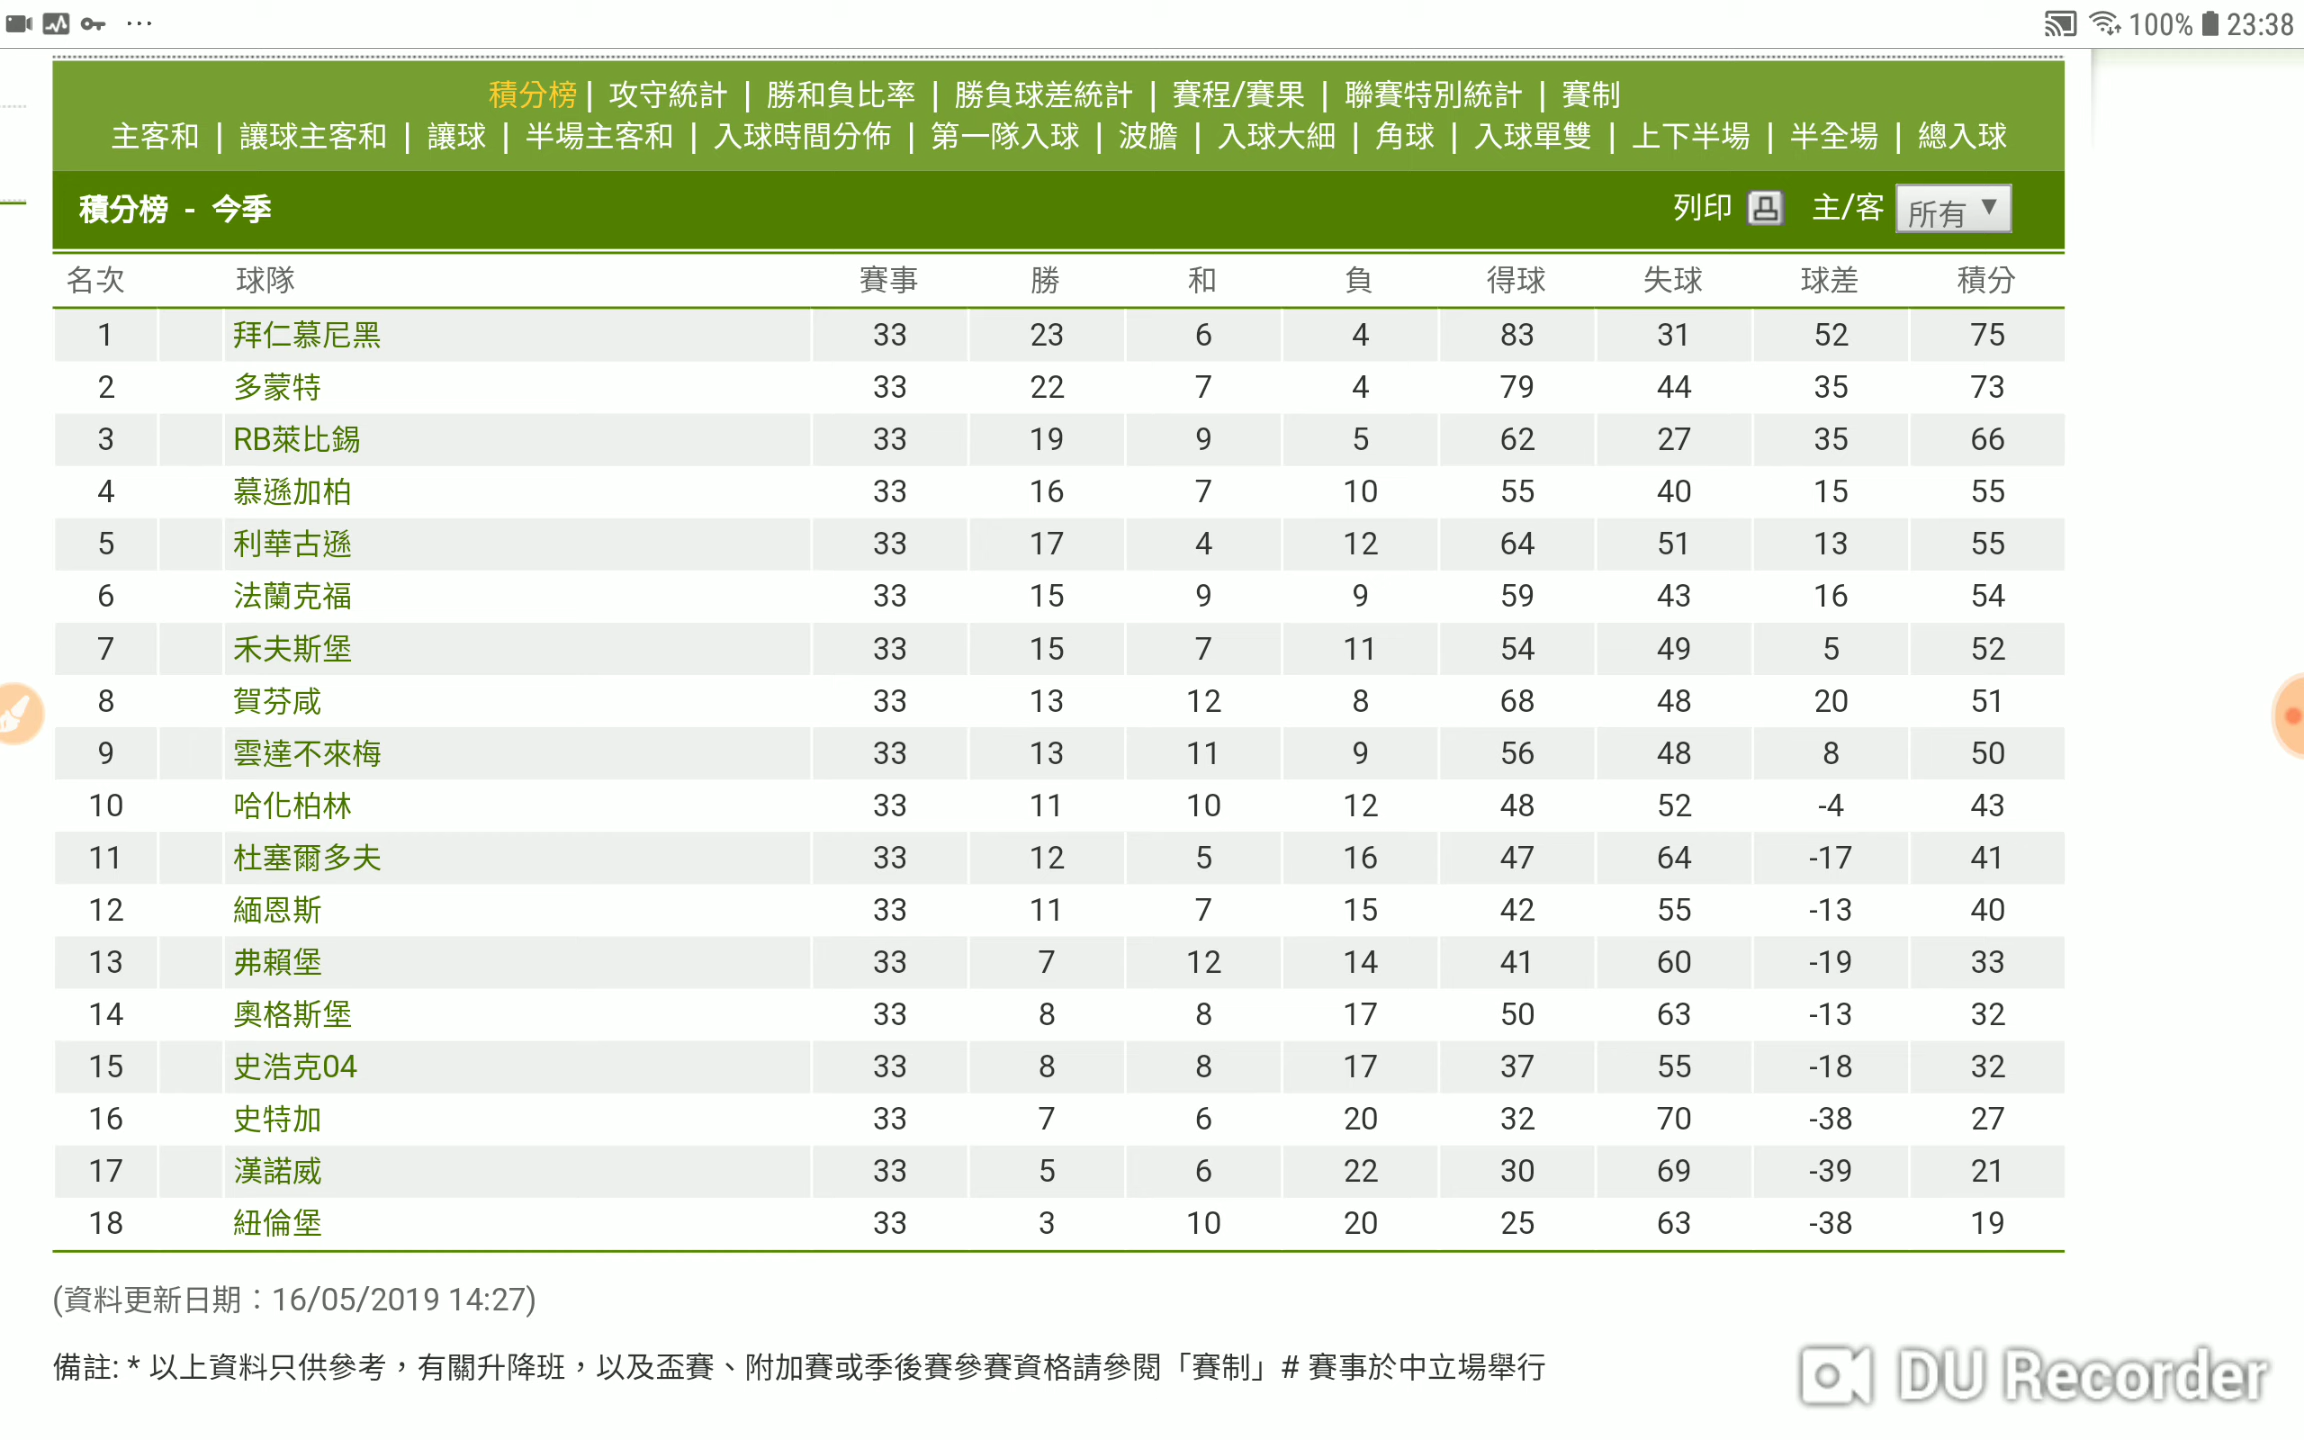 100% 23:38
積分榜 | 攻守統計 | 勝和負比率 | 勝負球差統計 | 賽程/賽果 | 聯賽特別統計 | 賽制
主客和 | 讓球主客和 | 讓球 | 半場主客和 | 入球時間分佈 | 第一隊入球 | 波膽 | 入球大細 | 角球 | 入球單雙 | 上下半場 | 半全場 | 總入球
積分榜 - 今季 列印 主/客 所有
名次 球隊 賽事 勝 和 負 得球 失球 球差 積分
1 拜仁慕尼黑 33 23 6 4 83 31 52 75
2 多蒙特 33 22 7 4 79 44 35 73
3 RB萊比錫 33 19 9 5 62 27 35 66
4 慕遜加柏 33 16 7 10 55 40 15 55
5 利華古遜 33 17 4 12 64 51 13 55
6 法蘭克福 33 15 9 9 59 43 16 54
7 禾夫斯堡 33 15 7 11 54 49 5 52
8 賀芬咸 33 13 12 8 68 48 20 51
9 雲達不來梅 33 13 11 9 56 48 8 50
10 哈化柏林 33 11 10 12 48 52 -4 43
11 杜塞爾多夫 33 12 5 16 47 64 -17 41
12 緬恩斯 33 11 7 15 42 55 -13 40
13 弗賴堡 33 7 12 14 41 60 -19 33
14 奧格斯堡 33 8 8 17 50 63 -13 32
15 史浩克04 33 8 8 17 37 55 -18 32
16 史特加 33 7 6 20 32 70 -38 27
17 漢諾威 33 5 6 22 30 69 -39 21
18 紐倫堡 33 3 10 20 25 63 -38 19
(資料更新日期：16/05/2019 14:27)
備註: * 以上資料只供參考，有關升降班，以及盃賽、附加賽或季後賽參賽資格請參閱「賽制」# 賽事於中立場舉行
DU Recorder